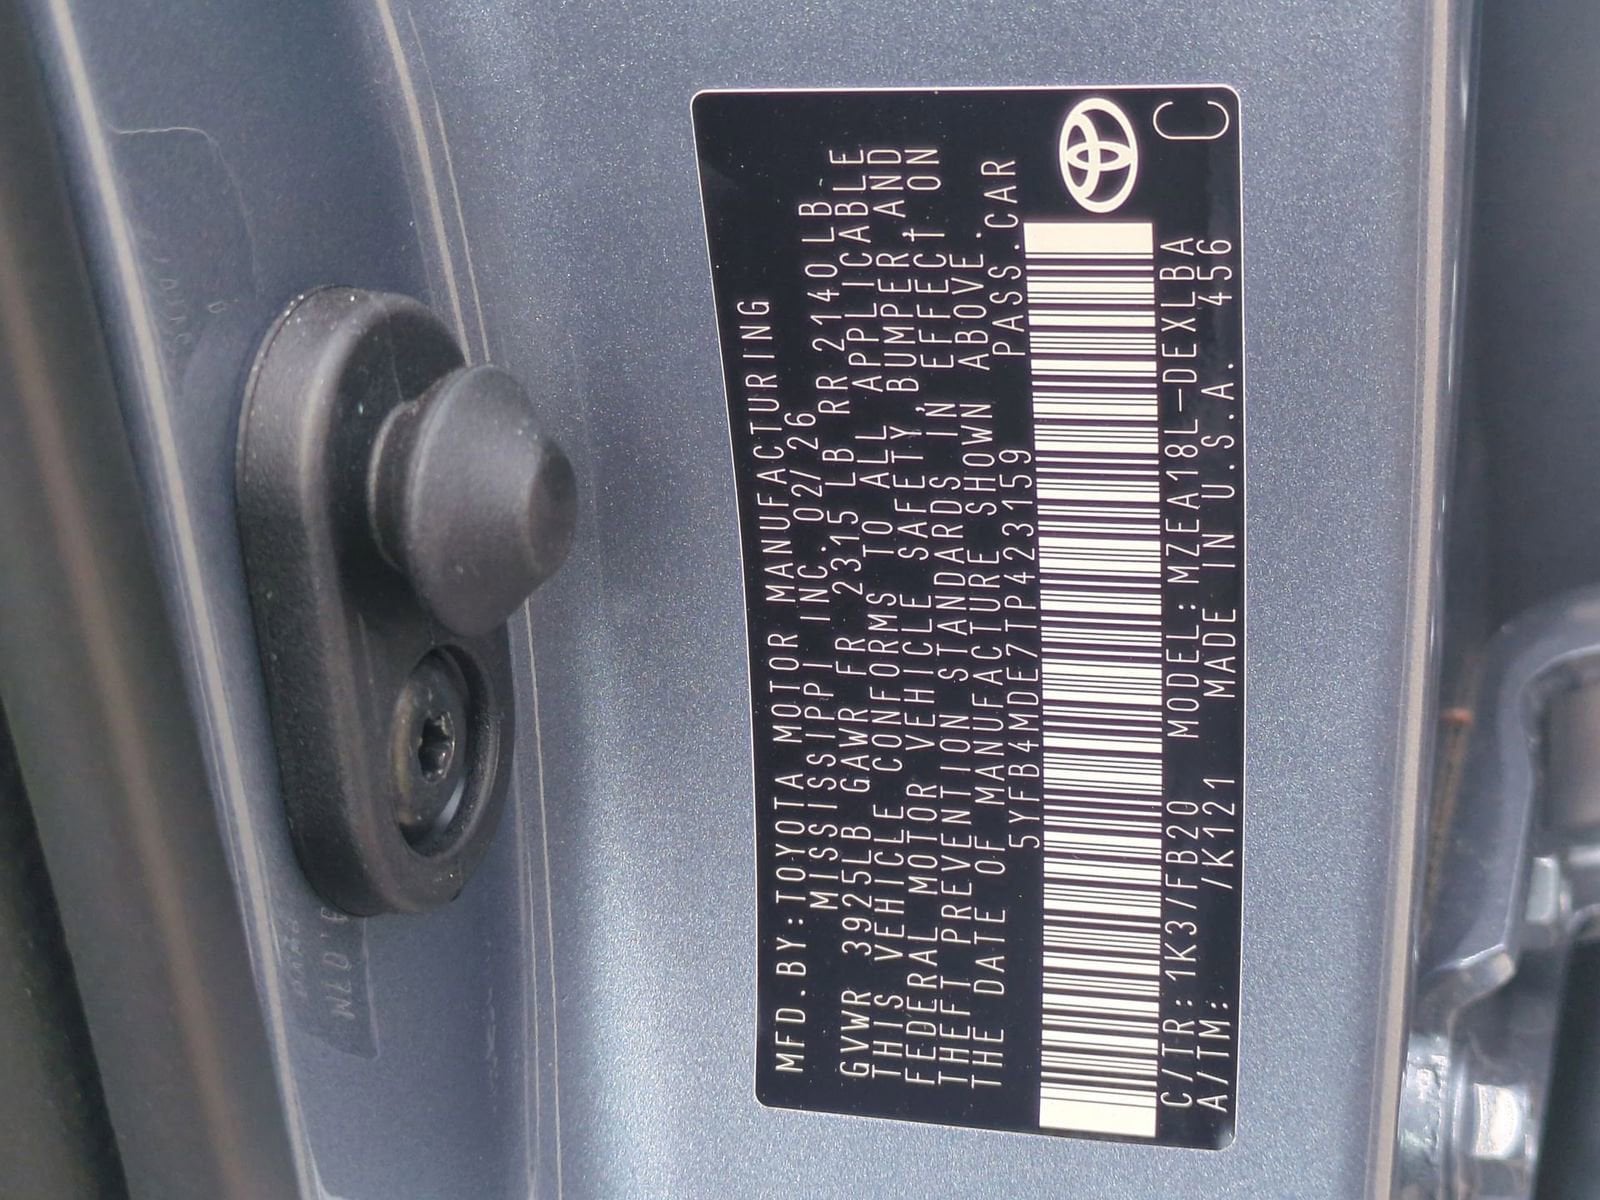 MFD.BY:TOYOTA MOTOR MANUFACTURING
MISSISSIPPI INC. 02/26
GVWR 3925LB GAWR FR 2315LB RR 2140LB
THIS VEHICLE CONFORMS TO ALL APPLICABLE
FEDERAL MOTOR VEHICLE SAFETY, BUMPER, AND
THEFT PREVENTION STANDARDS IN EFFECT ON
THE DATE OF MANUFACTURE SHOWN ABOVE.
5YFB4MDE7TP423159 PASS.CAR
C/TR:1K3/FB20 MODEL:MZEA18L-DEXLBA
A/TM: /K121 MADE IN U.S.A. 456
C